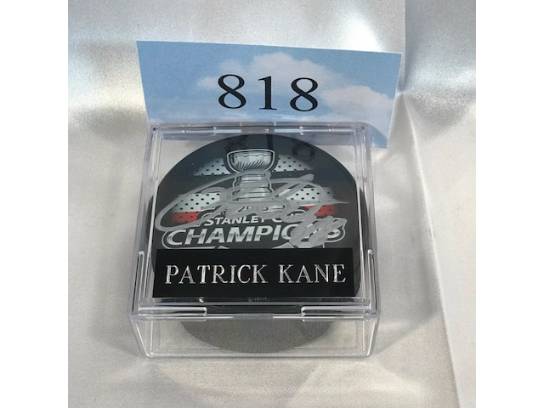 818
STANLEY CUP
CHAMPIONS
PATRICK KANE